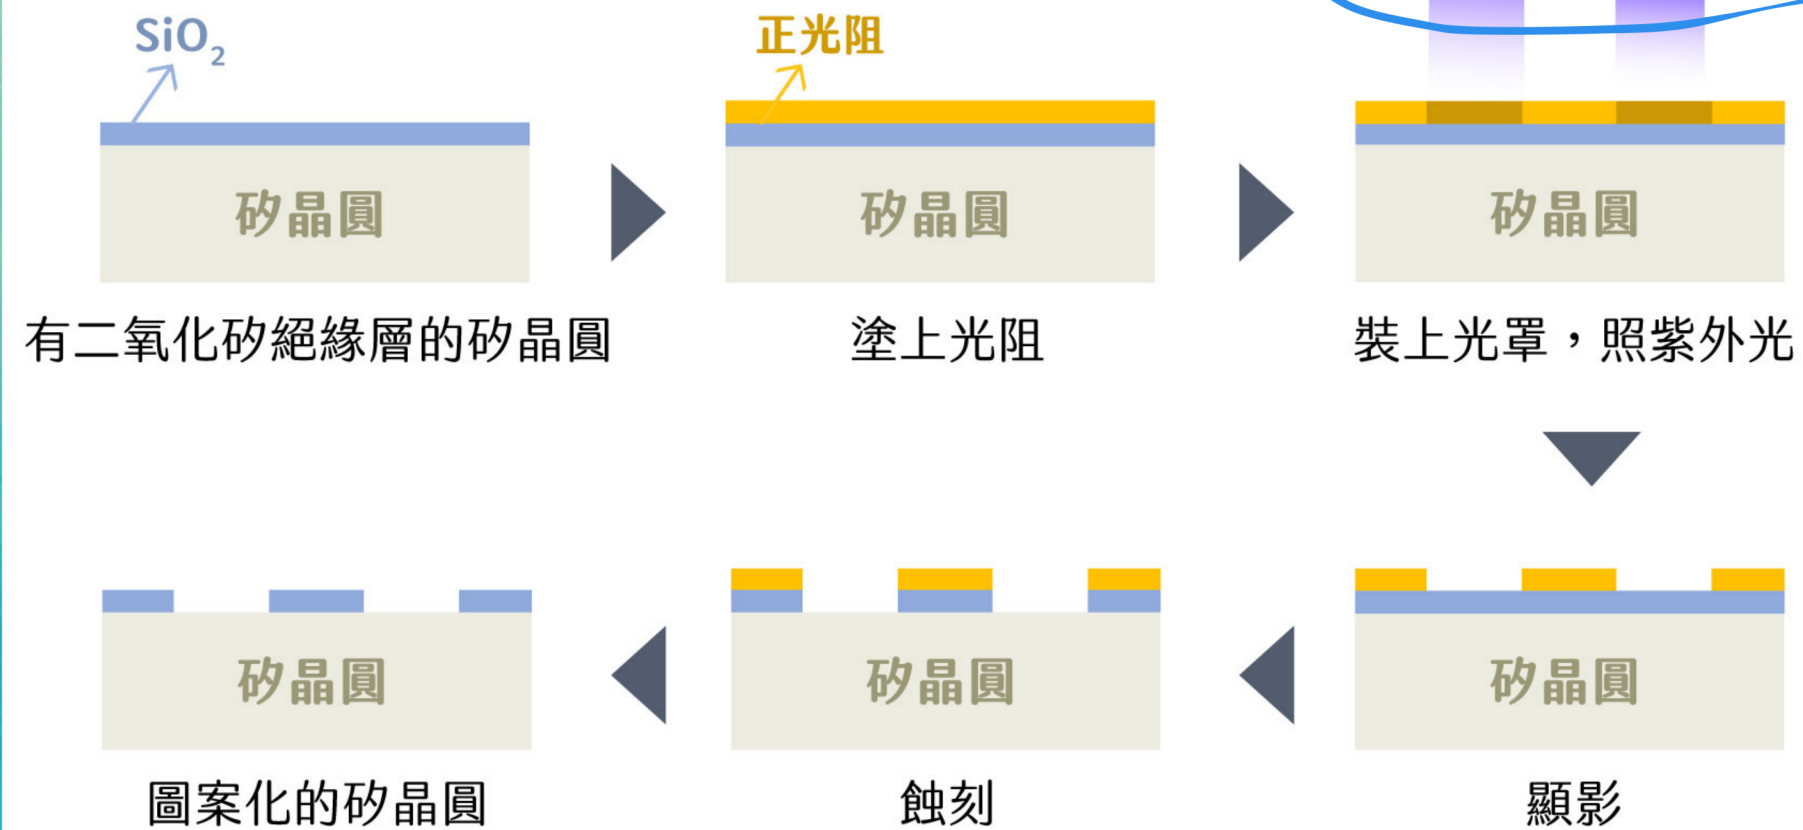 SiO₂
正光阻
矽晶圓
矽晶圓
矽晶圓
有二氧化矽絕緣層的矽晶圓
塗上光阻
裝上光罩，照紫外光
矽晶圓
矽晶圓
矽晶圓
圖案化的矽晶圓
蝕刻
顯影